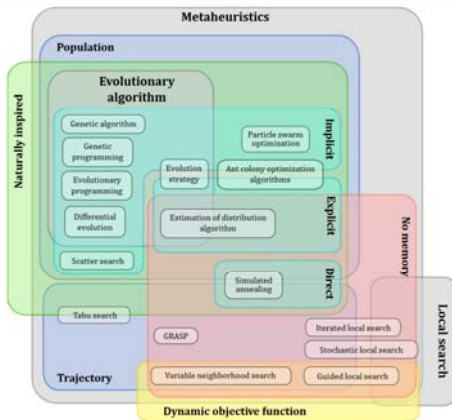 Metaheuristics
Population
Evolutionary
algorithm
Naturally inspired
Genetic algorithm
Genetic
programming
Evolutionary
programming
Differential
evolution
Scatter search
Evolution
strategy
Particle swarm
optimization
Ant colony optimization
algorithms
Implicit
Estimation of distribution
algorithm
Explicit
Simulated
annealing
Direct
No memory
Tabu search
GRASP
Iterated local search
Stochastic local search
Local search
Trajectory
Variable neighborhood search
Guided local search
Dynamic objective function